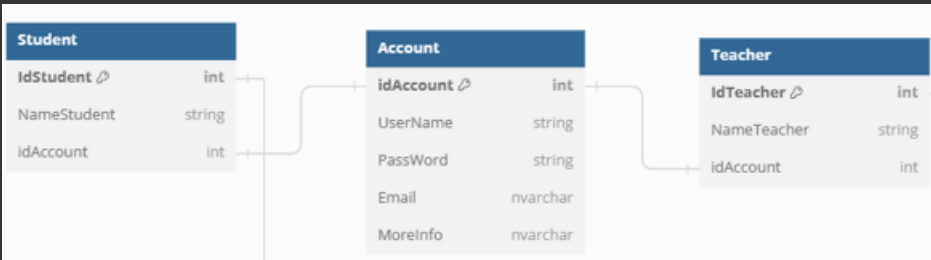 Student
IdStudent int
NameStudent string
idAccount int
Account
idAccount int
UserName string
PassWord string
Email nvarchar
MoreInfo nvarchar
Teacher
IdTeacher int
NameTeacher string
idAccount int